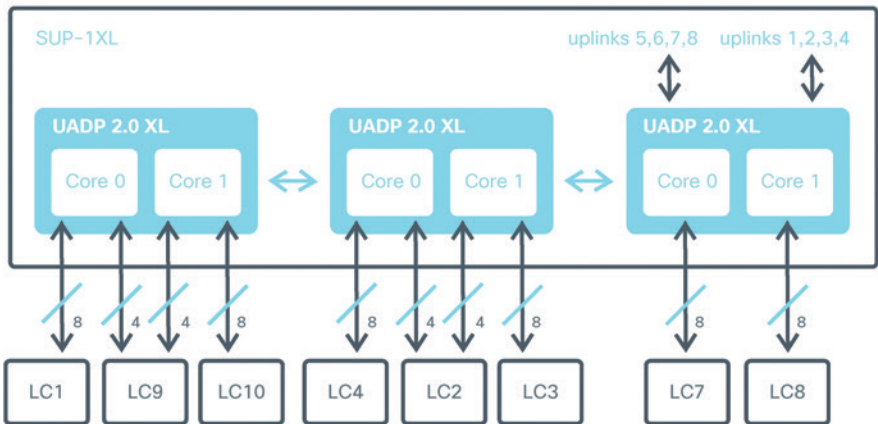 SUP-1XL
uplinks 5,6,7,8 uplinks 1,2,3,4
UADP 2.0 XL UADP 2.0 XL UADP 2.0 XL
Core 0 Core 1 Core 0 Core 1 Core 0 Core 1
8 4 4 8 8 4 4 8 8 8
LC1 LC9 LC10 LC4 LC2 LC3 LC7 LC8